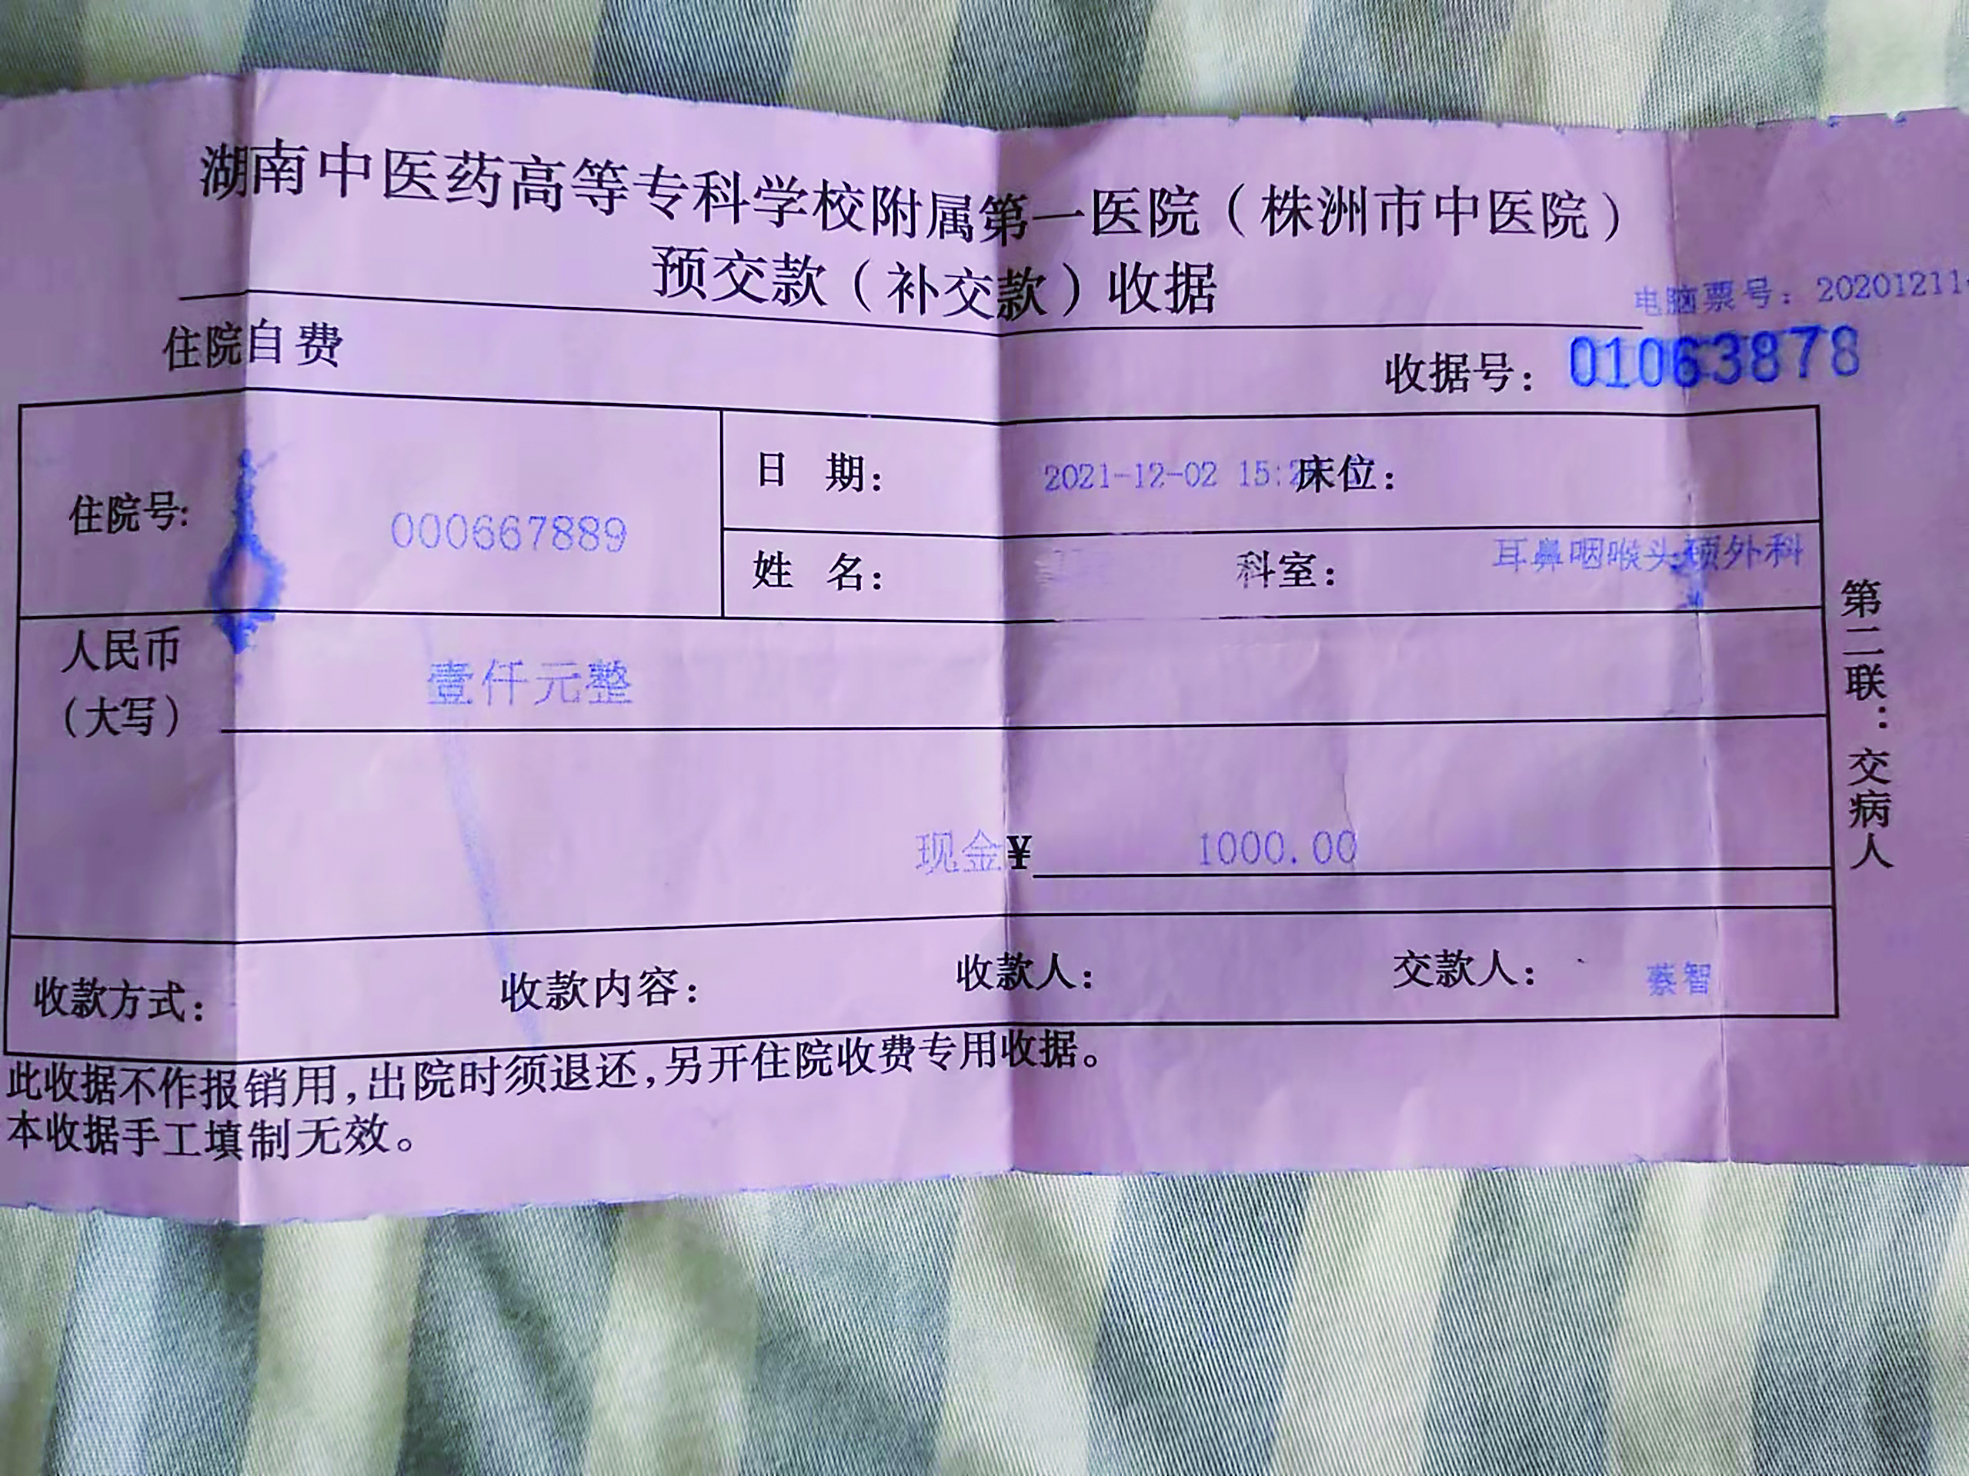 湖南中医药高等专科学校附属第一医院(株洲市中医院)
预交款(补交款)收据
电脑票号: 20201211
住院自费
收据号: 01063878
住院号: 000667889
日 期: 2021-12-02 15:2 床位:
姓 名: 科室: 耳鼻咽喉头颈外科
人民币
(大写) 壹仟元整
现金¥ 1000.00
收款方式: 收款内容: 收款人: 交款人: 蔡智
此收据不作报销用,出院时须退还,另开住院收费专用收据。
本收据手工填制无效。
第二联:交病人